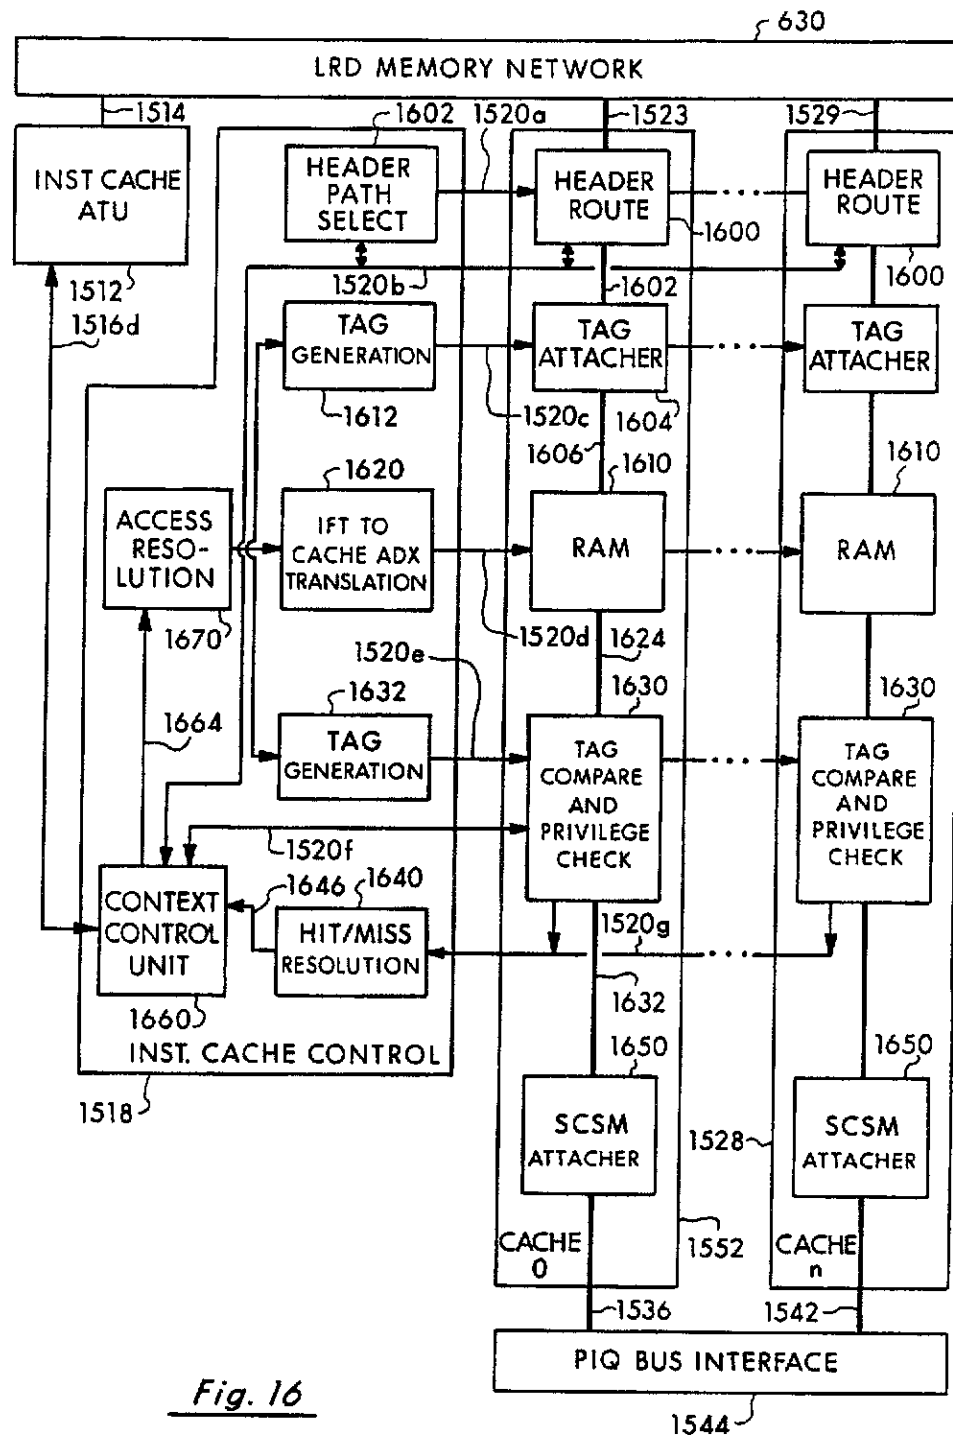 630
LRD MEMORY NETWORK
1514
1602
1520a
1523
1529
INST CACHE
ATU
HEADER
PATH
SELECT
HEADER
ROUTE
HEADER
ROUTE
1600
1600
1512
1520b
1602
1516d
TAG
GENERATION
TAG
ATTACHER
TAG
ATTACHER
1612
1520c
1604
1606
1620
1610
1610
ACCESS
RESO-
LUTION
IFT TO
CACHE ADX
TRANSLATION
RAM
RAM
1670
1520d
1624
1520e
1632
1630
1630
1664
TAG
GENERATION
TAG
COMPARE
AND
PRIVILEGE
CHECK
TAG
COMPARE
AND
PRIVILEGE
CHECK
1520f
1646
1640
1520g
CONTEXT
CONTROL
UNIT
HIT/MISS
RESOLUTION
1632
1660
INST. CACHE CONTROL
1518
1650
1650
SCSM
ATTACHER
SCSM
ATTACHER
1528
CACHE
0
1552
CACHE
n
1536
1542
PIQ BUS INTERFACE
1544
Fig. 16